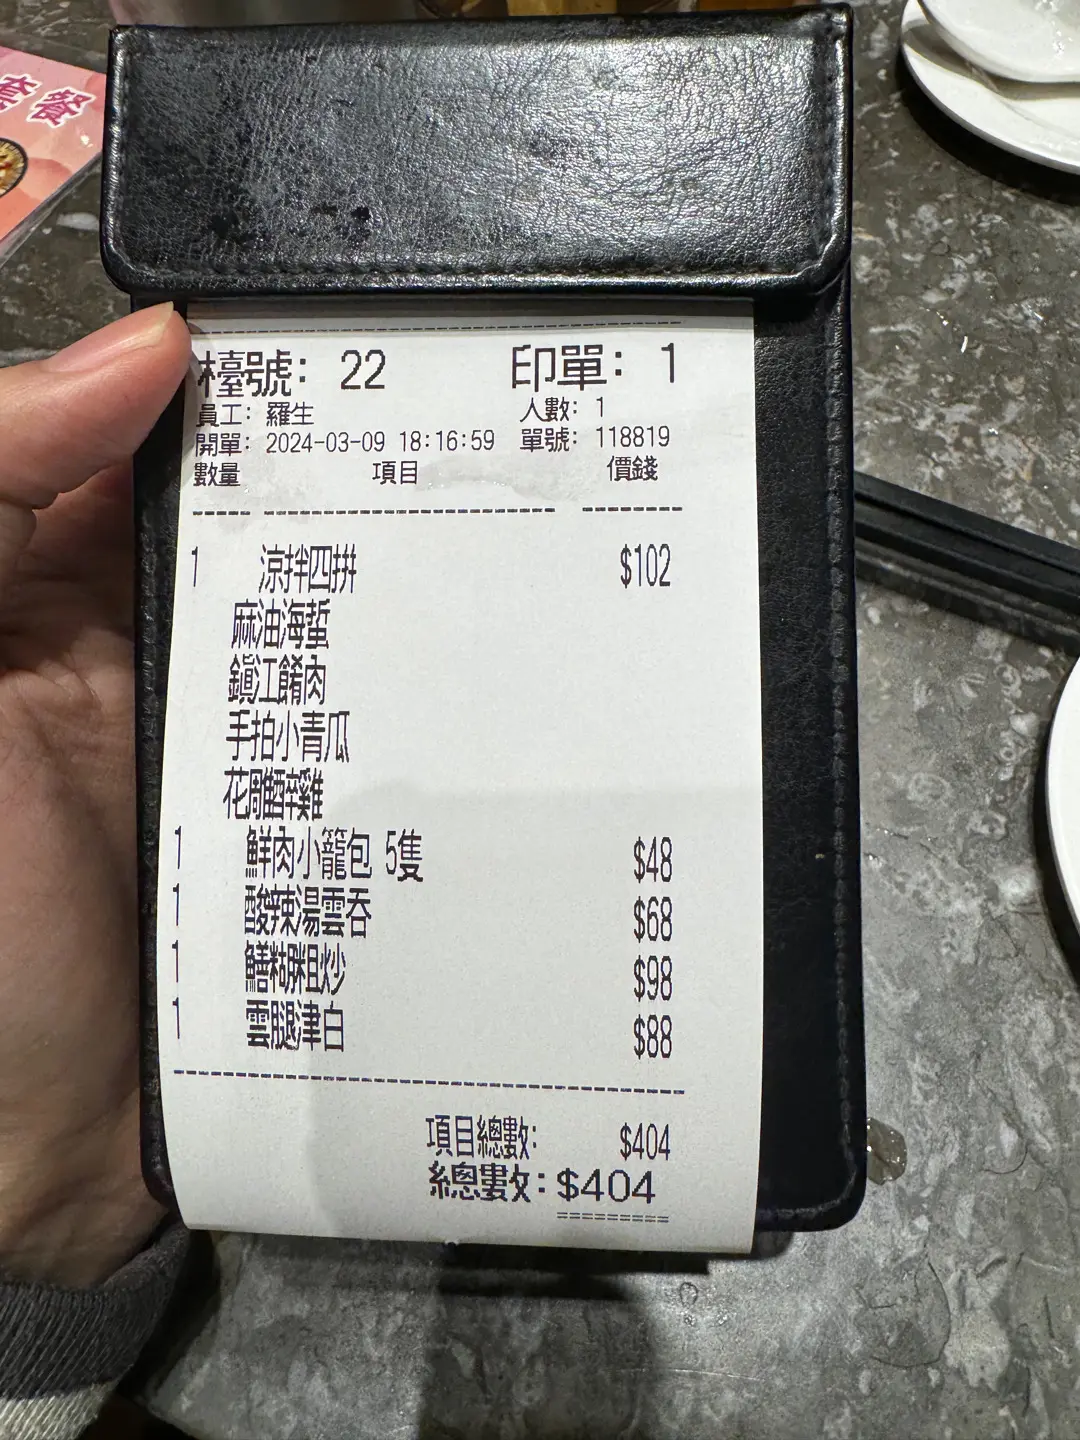 套餐
檯臺號: 22 印單: 1
員工: 羅生 人數: 1
開單: 2024-03-09 18:16:59 單號: 118819
數量 項目 價錢
1 涼拌四拼 $102
麻油海蜇
鎭江餚肉
手拍小青瓜
花雕醉雞
1 鮮肉小籠包 5隻 $48
1 酸辣湯雲吞 $68
1 鱔糊粗炒 $98
1 雲腿津白 $88
項目總數: $404
總數: $404